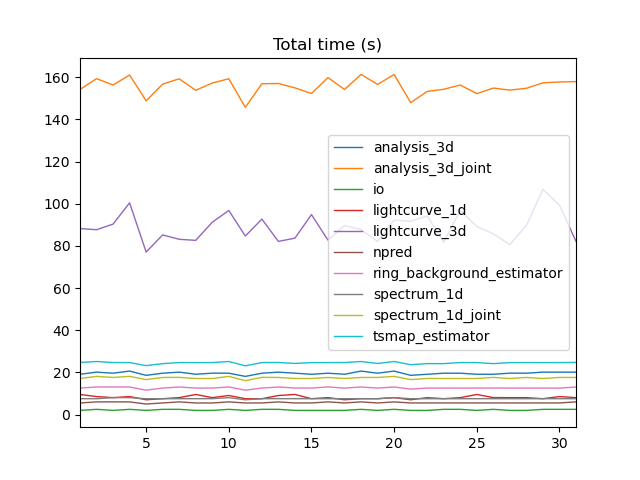 Total time (s)
160
140
120
100
80
60
40
20
0
analysis_3d
analysis_3d_joint
io
lightcurve_1d
lightcurve_3d
npred
ring_background_estimator
spectrum_1d
spectrum_1d_joint
tsmap_estimator
5 10 15 20 25 30